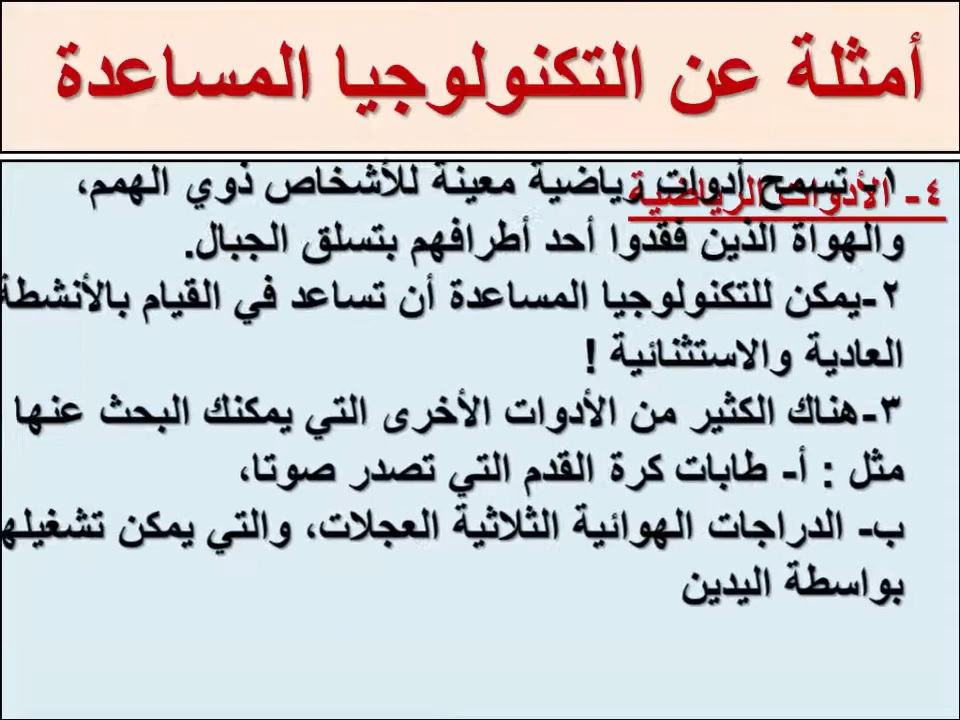 أمثلة عن التكنولوجيا المساعدة
٤- الأدوات الرياضية
١- تسمح أدوات رياضية معينة للأشخاص ذوي الهمم،
والهواة الذين فقدوا أحد أطرافهم بتسلق الجبال.
٢-يمكن للتكنولوجيا المساعدة أن تساعد في القيام بالأنشطة
العادية والاستثنائية !
٣-هناك الكثير من الأدوات الأخرى التي يمكنك البحث عنها
مثل : أ- طابات كرة القدم التي تصدر صوتا،
ب- الدراجات الهوائية الثلاثية العجلات، والتي يمكن تشغيلها
بواسطة اليدين